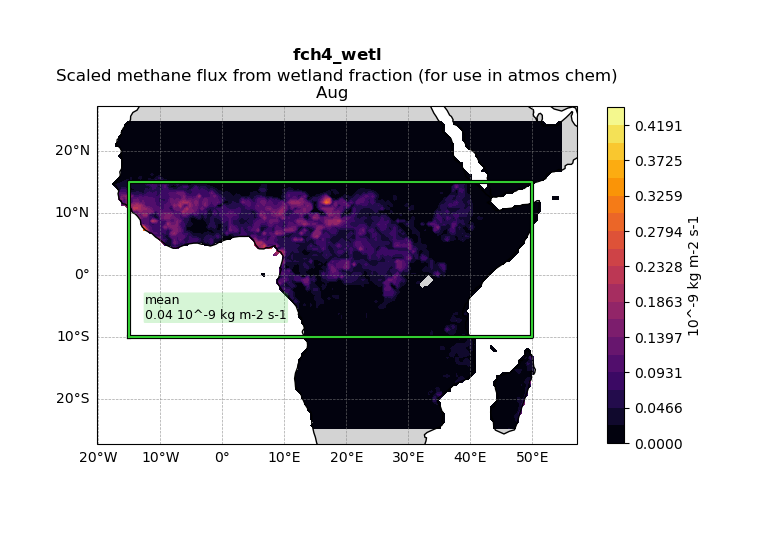 fch4_wetl
Scaled methane flux from wetland fraction (for use in atmos chem)
Aug
20°N
10°N
0°
10°S
20°S
20°W 10°W 0° 10°E 20°E 30°E 40°E 50°E
mean
0.04 10^-9 kg m-2 s-1
0.4191
0.3725
0.3259
0.2794
0.2328
0.1863
0.1397
0.0931
0.0466
0.0000
10^-9 kg m-2 s-1